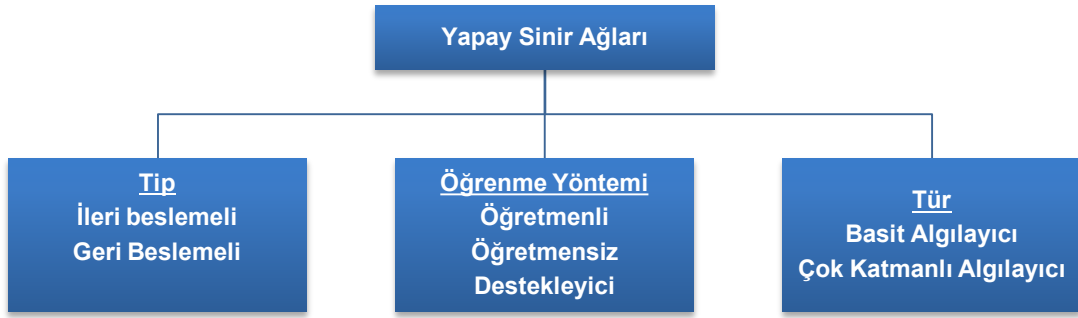 Yapay Sinir Ağları
Tip
İleri beslemeli
Geri Beslemeli
Öğrenme Yöntemi
Öğretmenli
Öğretmensiz
Destekleyici
Tür
Basit Algılayıcı
Çok Katmanlı Algılayıcı